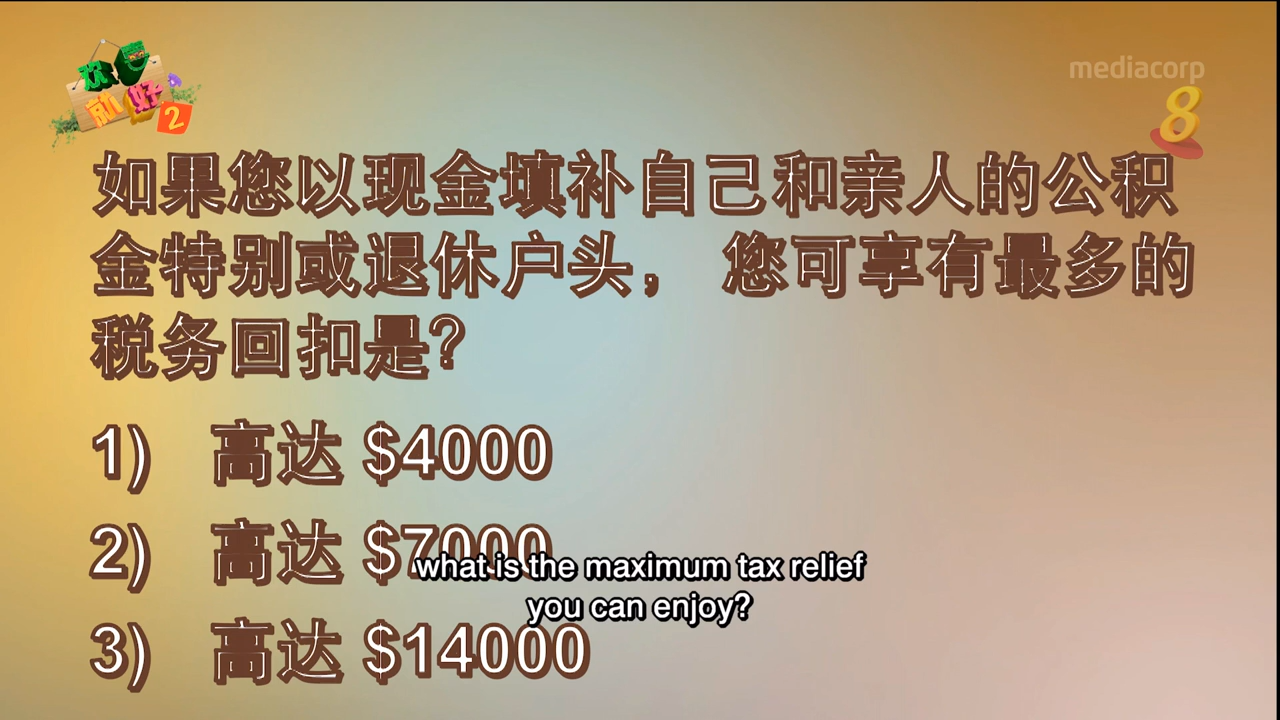 欢喜
就好2
mediacorp
8
如果您以现金填补自己和亲人的公积
金特别或退休户头， 您可享有最多的
税务回扣是?
1) 高达 $4000
2) 高达 $7000
what is the maximum tax relief
you can enjoy?
3) 高达 $14000